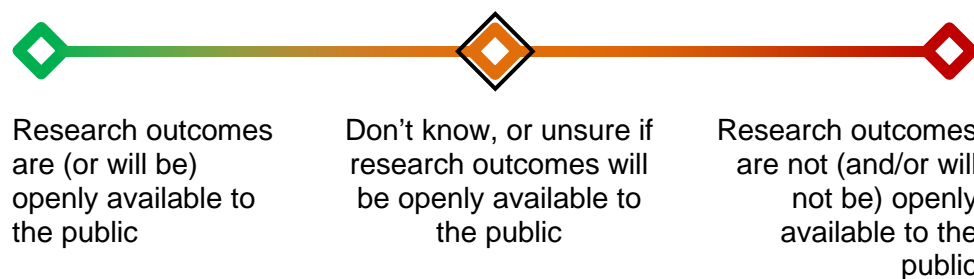 Research outcomes
are (or will be)
openly available to
the public
Don’t know, or unsure if
research outcomes will
be openly available to
the public
Research outcomes
are not (and/or will
not be) openly
available to the
public